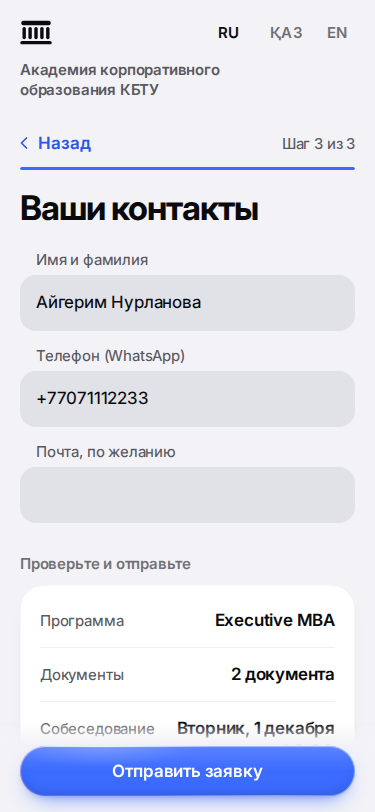 RU ҚАЗ EN
Академия корпоративного
образования КБТУ
Назад Шаг 3 из 3
Ваши контакты
Имя и фамилия
Айгерим Нурланова
Телефон (WhatsApp)
+77071112233
Почта, по желанию
Проверьте и отправьте
Программа Executive MBA
Документы 2 документа
Собеседование Вторник, 1 декабря
Отправить заявку